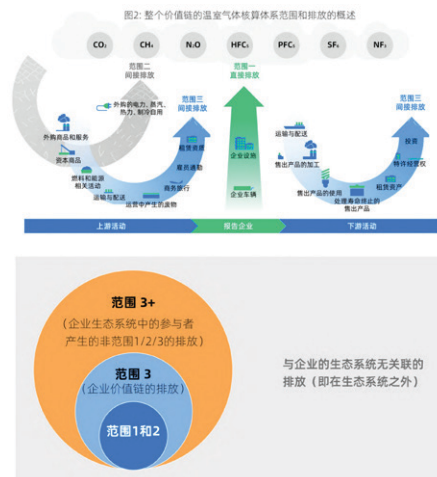 图2: 整个价值链的温室气体核算体系范围和排放的概述
CO₂
CH₄
N₂O
HFCₛ
PFCₛ
SF₆
NF₃
范围二
间接排放
范围一
直接排放
范围三
间接排放
范围三
间接排放
外购的电力、蒸汽、
热力、制冷自用
外购商品和服务
资本商品
燃料和能源
相关活动
运输与配送
运营中产生的废物
商务旅行
雇员通勤
租赁资产
企业设施
企业车辆
运输与配送
售出产品的加工
售出产品的使用
处理寿命终止的
售出产品
租赁资产
特许经营权
投资
上游活动
报告企业
下游活动
范围 3+
(企业生态系统中的参与者
产生的非范围1/2/3的排放)
范围 3
(企业价值链的排放)
范围1和2
与企业的生态系统无关联的
排放（即在生态系统之外）